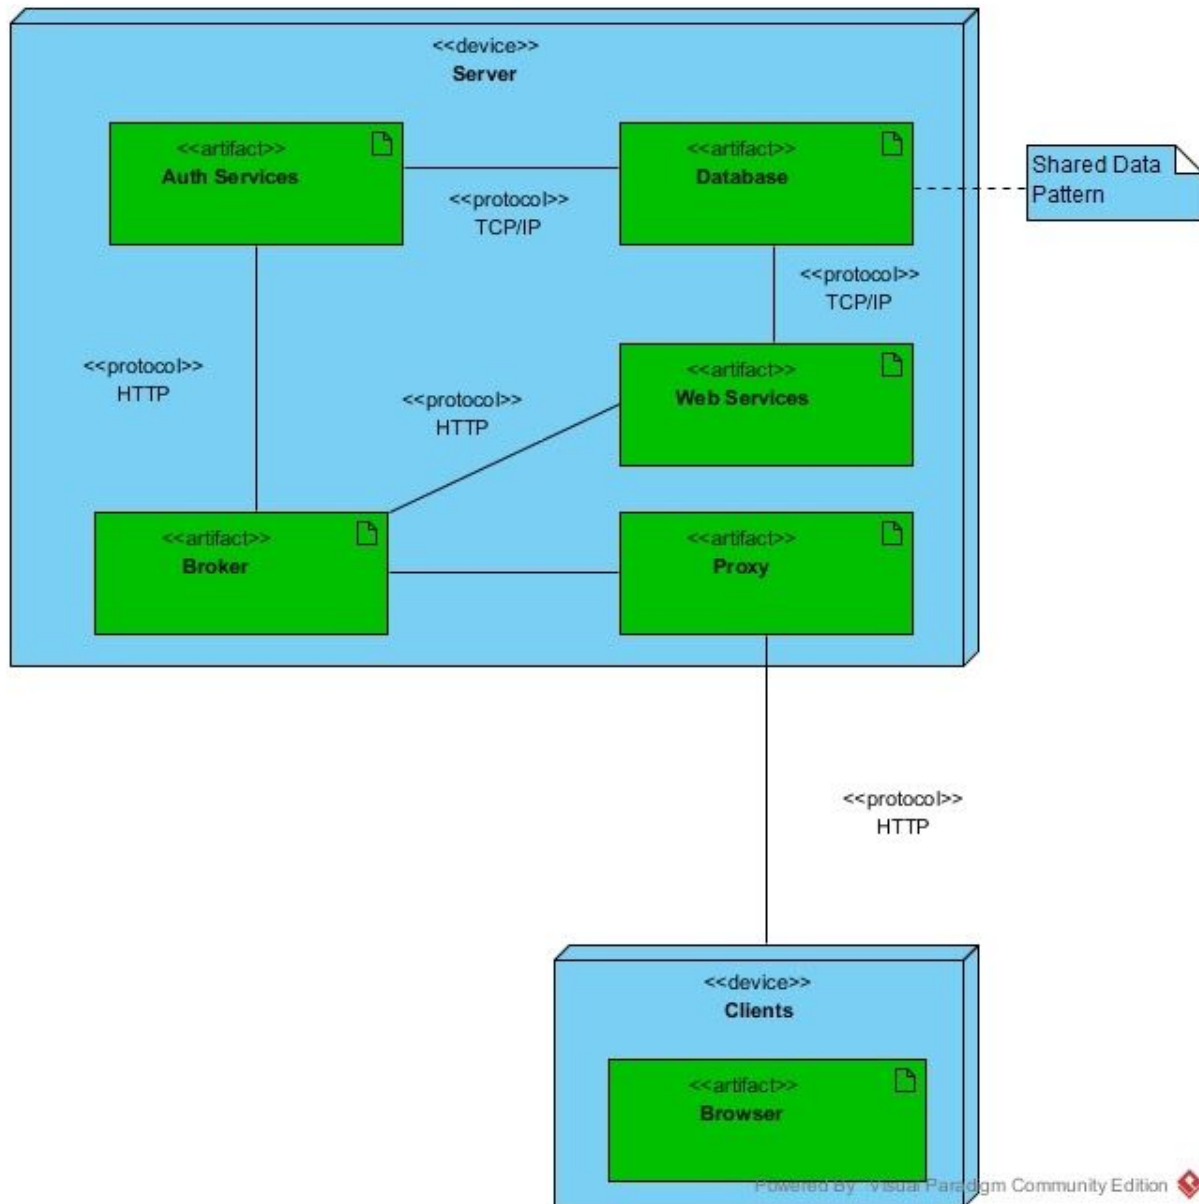 <<device>>
Server
<<artifact>>
Auth Services
<<artifact>>
Database
Shared Data
Pattern
<<protocol>>
TCP/IP
<<protocol>>
TCP/IP
<<protocol>>
HTTP
<<artifact>>
Web Services
<<protocol>>
HTTP
<<artifact>>
Broker
<<artifact>>
Proxy
<<protocol>>
HTTP
<<device>>
Clients
<<artifact>>
Browser
Powered By Visual Paradigm Community Edition